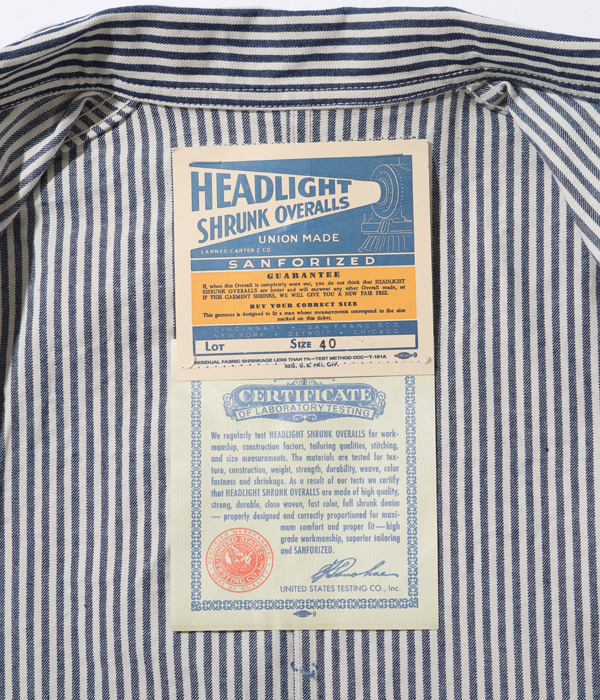 HEADLIGHT
SHRUNK OVERALLS
UNION MADE
LARNED, CARTER & CO.
SANFORIZED
GUARANTEE
If, when this Overall is completely worn out, you do not think that HEADLIGHT
SHRUNK OVERALLS are better and will outwear any other Overall made, or
IF THIS GARMENT SHRINKS, WE WILL GIVE YOU A NEW PAIR FREE.
BUY YOUR CORRECT SIZE
This garment is designed to fit a man whose measurements correspond to the size
marked on this ticket.
CINCINNATI SAN FRANCISCO
NEW YORK · DETROIT · CHICAGO
LOT SIZE 40
RESIDUAL FABRIC SHRINKAGE LESS THAN 1%—TEST METHOD CCC-T-191A 9
REG. U. S. PAT. OFF.
CERTIFICATE
OF LABORATORY TESTING
We regularly test HEADLIGHT SHRUNK OVERALLS for work-
manship, construction factors, tailoring qualities, stitching,
and size measurements. The materials are tested for tex-
ture, construction, weight, strength, durability, weave, color
fastness and shrinkage. As a result of our tests we certify
that HEADLIGHT SHRUNK OVERALLS are made of high quality,
strong, durable, close woven, fast color, full shrunk denim
— properly designed and correctly proportioned for maxi-
mum comfort and proper fit—high
grade workmanship, superior tailoring
and SANFORIZED.
UNITED STATES TESTING CO., Inc.
9